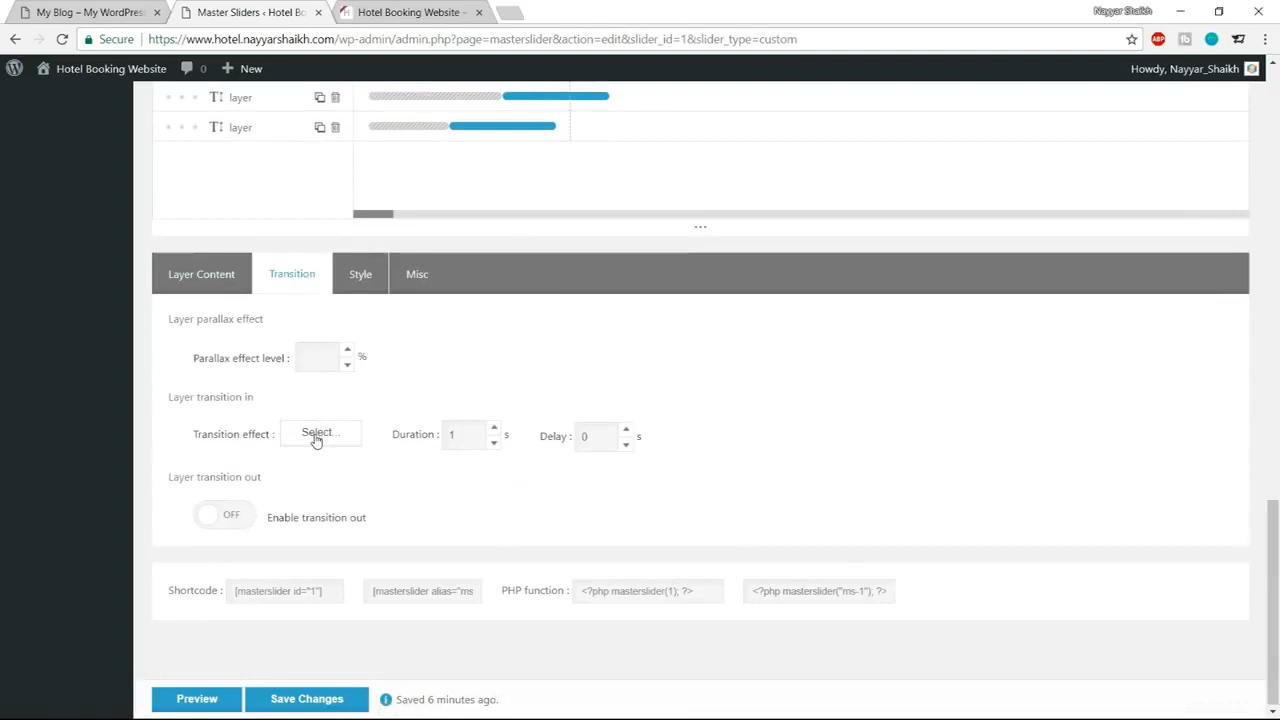 My Blog – My WordPress
Master Sliders ‹ Hotel Bo
Hotel Booking Website –
Nayyar Shaikh
Secure
https://www.hotel.nayyarshaikh.com/wp-admin/admin.php?page=masterslider&action=edit&slider_id=1&slider_type=custom
ABP
Hotel Booking Website
0
New
Howdy, Nayyar_Shaikh
layer
layer
Layer Content
Transition
Style
Misc
Layer parallax effect
Parallax effect level :
%
Layer transition in
Transition effect :
Select...
Duration :
1
s
Delay :
0
s
Layer transition out
OFF
Enable transition out
Shortcode :
[masterslider id="1"]
[masterslider alias="ms
PHP function :
<?php masterslider(1); ?>
<?php masterslider("ms-1"); ?>
Preview
Save Changes
Saved 6 minutes ago.